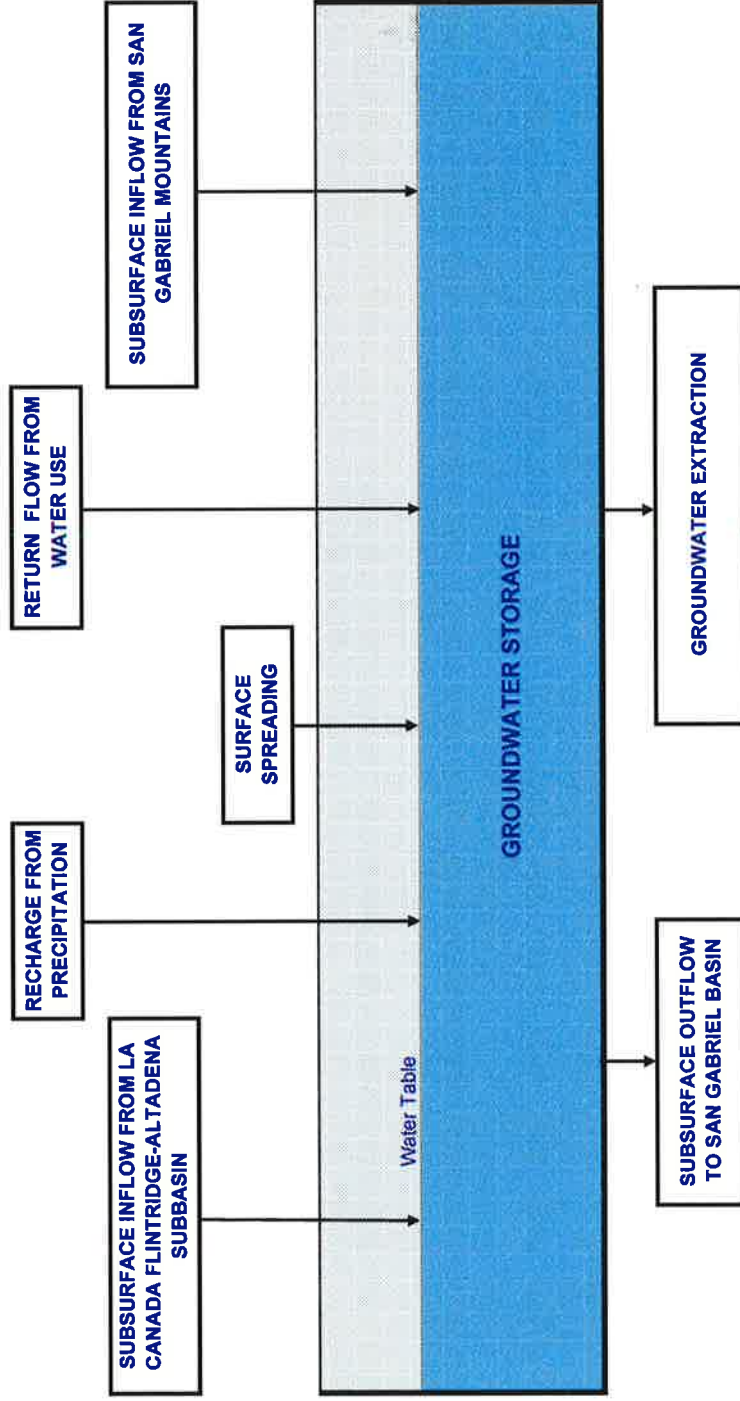 SUBSURFACE INFLOW FROM LA
CANADA FLINTRIDGE-ALTADENA
SUBBASIN
RECHARGE FROM
PRECIPITATION
SURFACE
SPREADING
RETURN FLOW FROM
WATER USE
SUBSURFACE INFLOW FROM SAN
GABRIEL MOUNTAINS
Water Table
GROUNDWATER STORAGE
SUBSURFACE OUTFLOW
TO SAN GABRIEL BASIN
GROUNDWATER EXTRACTION